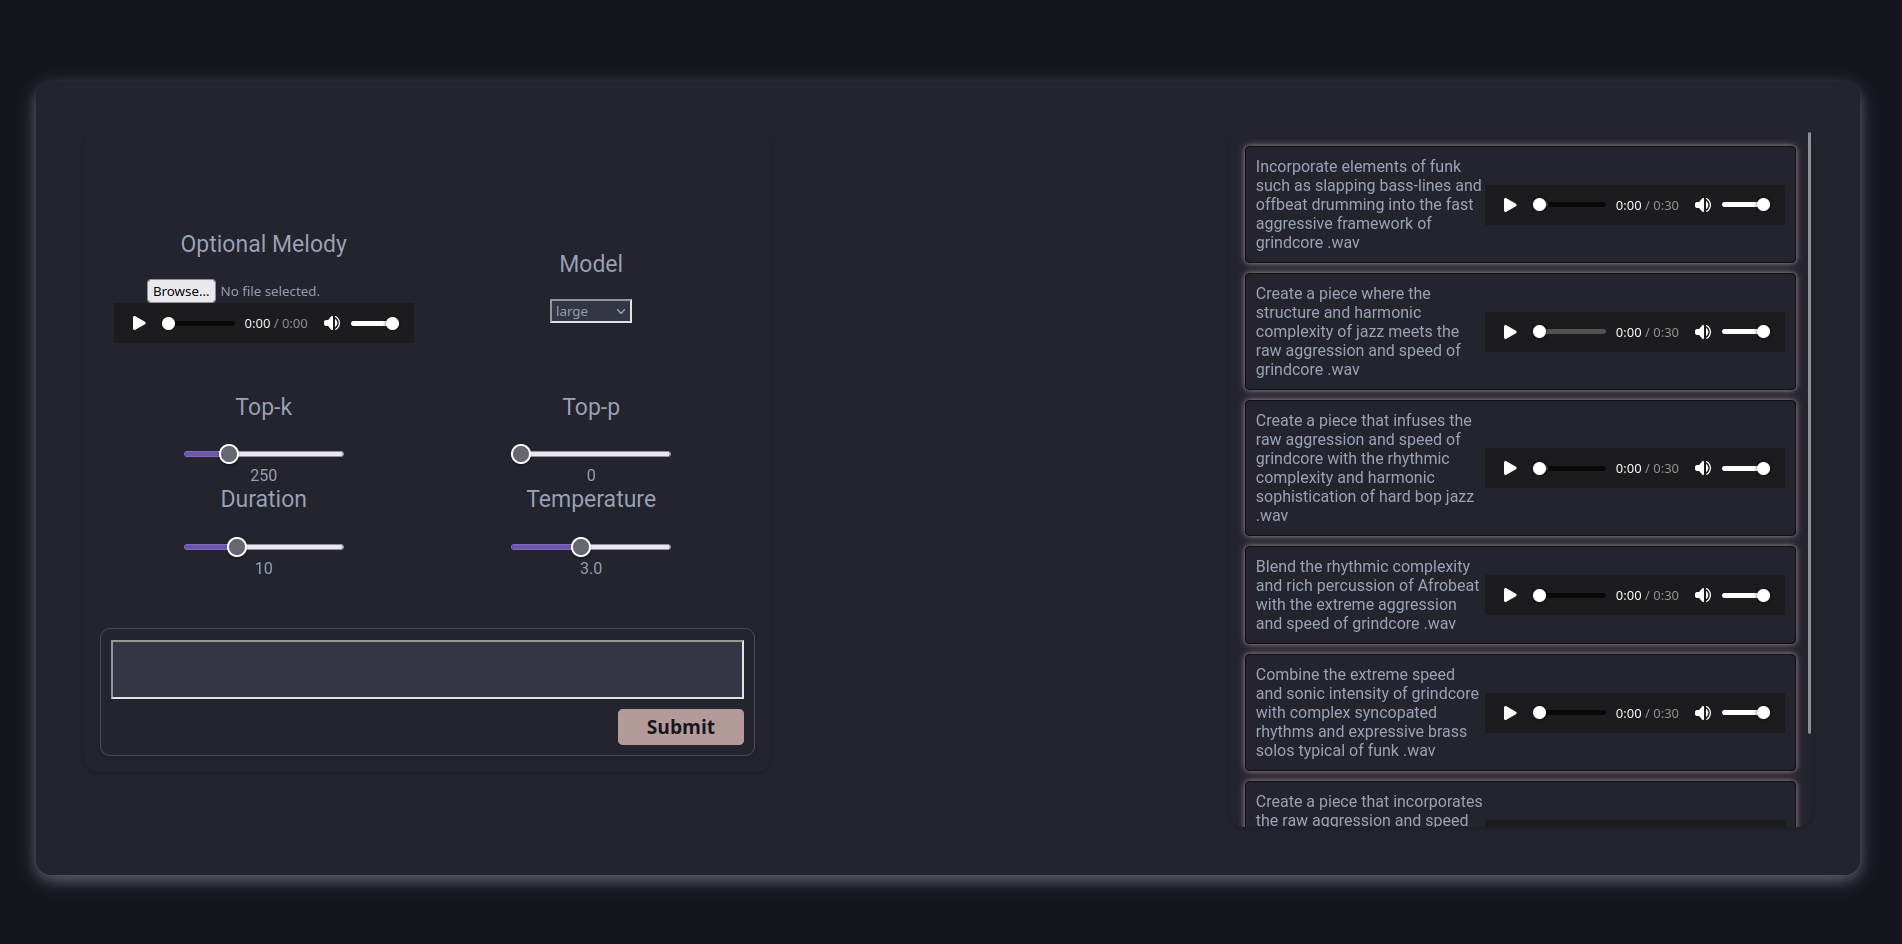 Optional Melody
Browse... No file selected.
0:00 / 0:00
Model
large
Top-k
250
Top-p
0
Duration
10
Temperature
3.0
Submit
Incorporate elements of funk
such as slapping bass-lines and
offbeat drumming into the fast
aggressive framework of
grindcore .wav
0:00 / 0:30
Create a piece where the
structure and harmonic
complexity of jazz meets the
raw aggression and speed of
grindcore .wav
0:00 / 0:30
Create a piece that infuses the
raw aggression and speed of
grindcore with the rhythmic
complexity and harmonic
sophistication of hard bop jazz
.wav
0:00 / 0:30
Blend the rhythmic complexity
and rich percussion of Afrobeat
with the extreme aggression
and speed of grindcore .wav
0:00 / 0:30
Combine the extreme speed
and sonic intensity of grindcore
with complex syncopated
rhythms and expressive brass
solos typical of funk .wav
0:00 / 0:30
Create a piece that incorporates
the raw aggression and speed